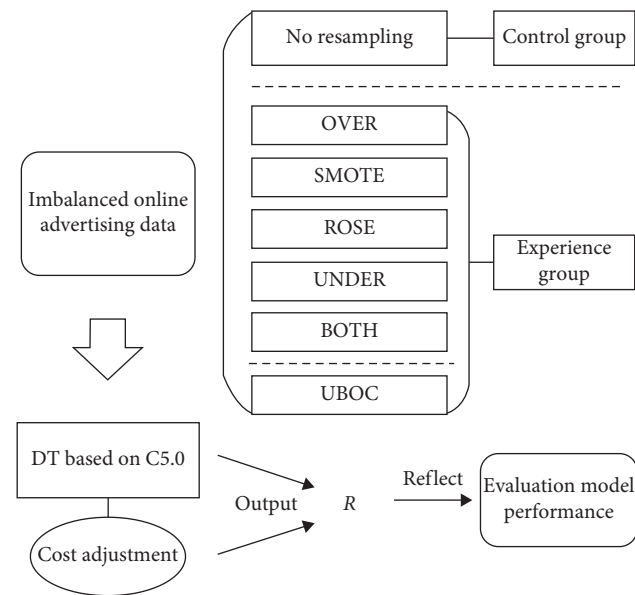 No resampling
Control group
OVER
SMOTE
Imbalanced online
advertising data
ROSE
Experience
group
UNDER
BOTH
UBOC
DT based on C5.0
Output
R
Reflect
Evaluation model
performance
Cost adjustment